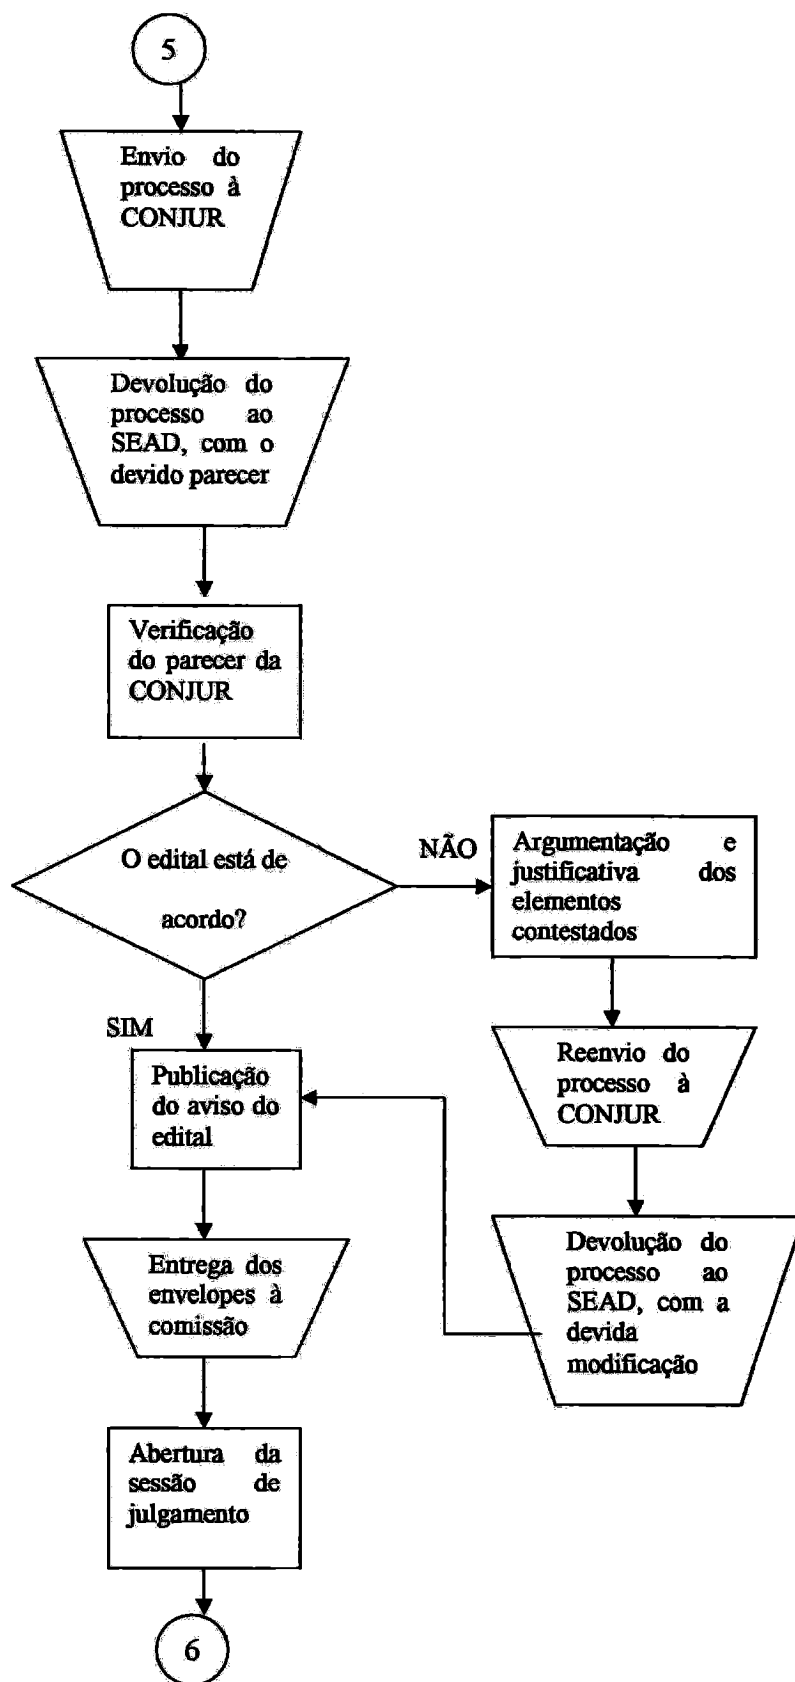 5
Envio do
processo à
CONJUR
Devolução do
processo ao
SEAD, com o
devido parecer
Verificação
do parecer da
CONJUR
O edital está de
acordo?
NÃO
Argumentação e
justificativa dos
elementos
contestados
SIM
Publicação
do aviso do
edital
Reenvio do
processo à
CONJUR
Devolução do
processo ao
SEAD, com a
devida
modificação
Entrega dos
envelopes à
comissão
Abertura da
sessão de
julgamento
6